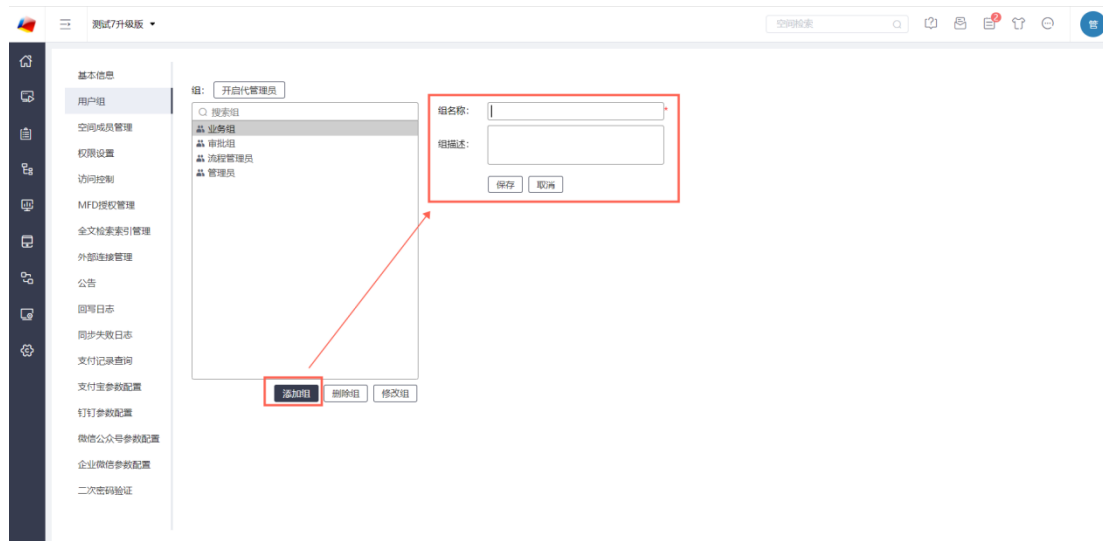 测试7升级版
空间检索
2
管
基本信息
用户组
空间成员管理
权限设置
访问控制
MFD授权管理
全文检索索引管理
外部连接管理
公告
回写日志
同步失败日志
支付记录查询
支付宝参数配置
钉钉参数配置
微信公众号参数配置
企业微信参数配置
二次密码验证
组: 开启代管理员
搜索组
业务组
审批组
流程管理员
管理员
添加组 删除组 修改组
组名称: *
组描述:
保存 取消